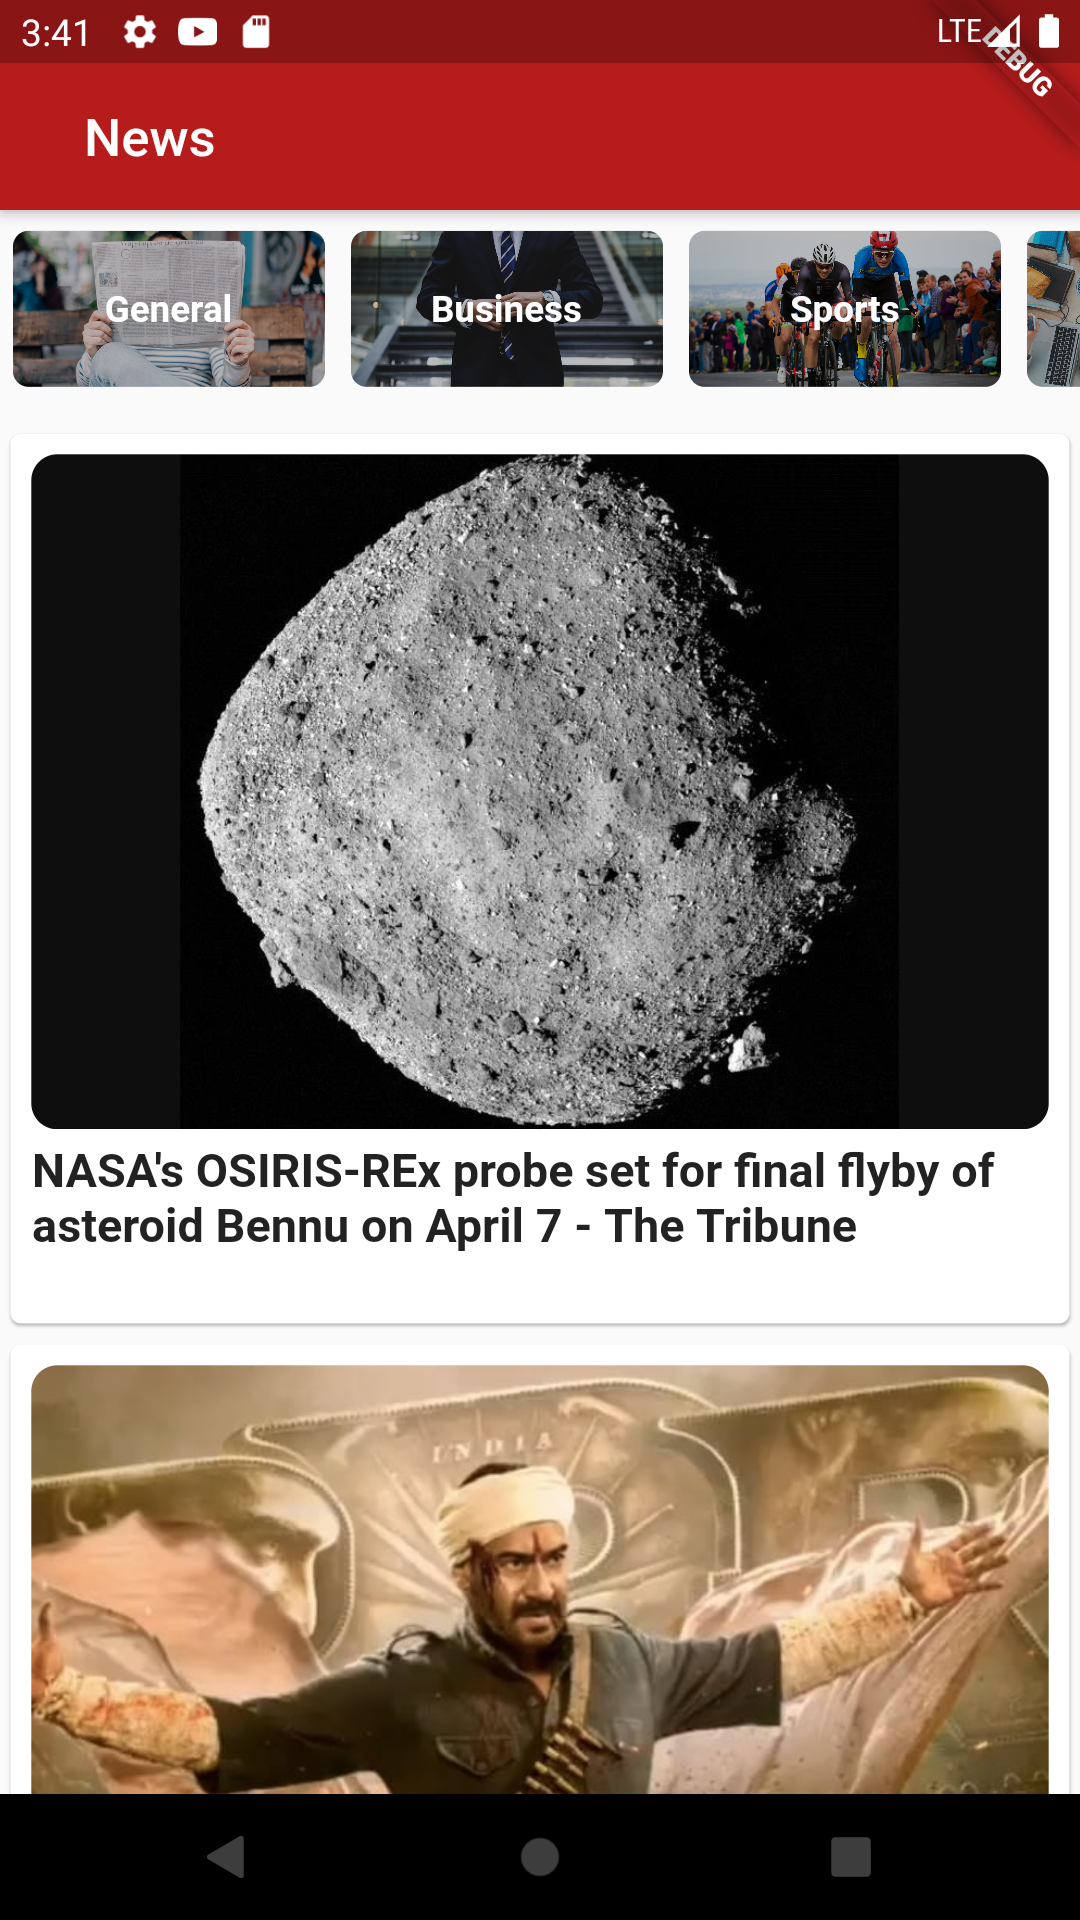 3:41
LTE
DEBUG
News
General
Business
Sports
NASA's OSIRIS-REx probe set for final flyby of
asteroid Bennu on April 7 - The Tribune
INDIA